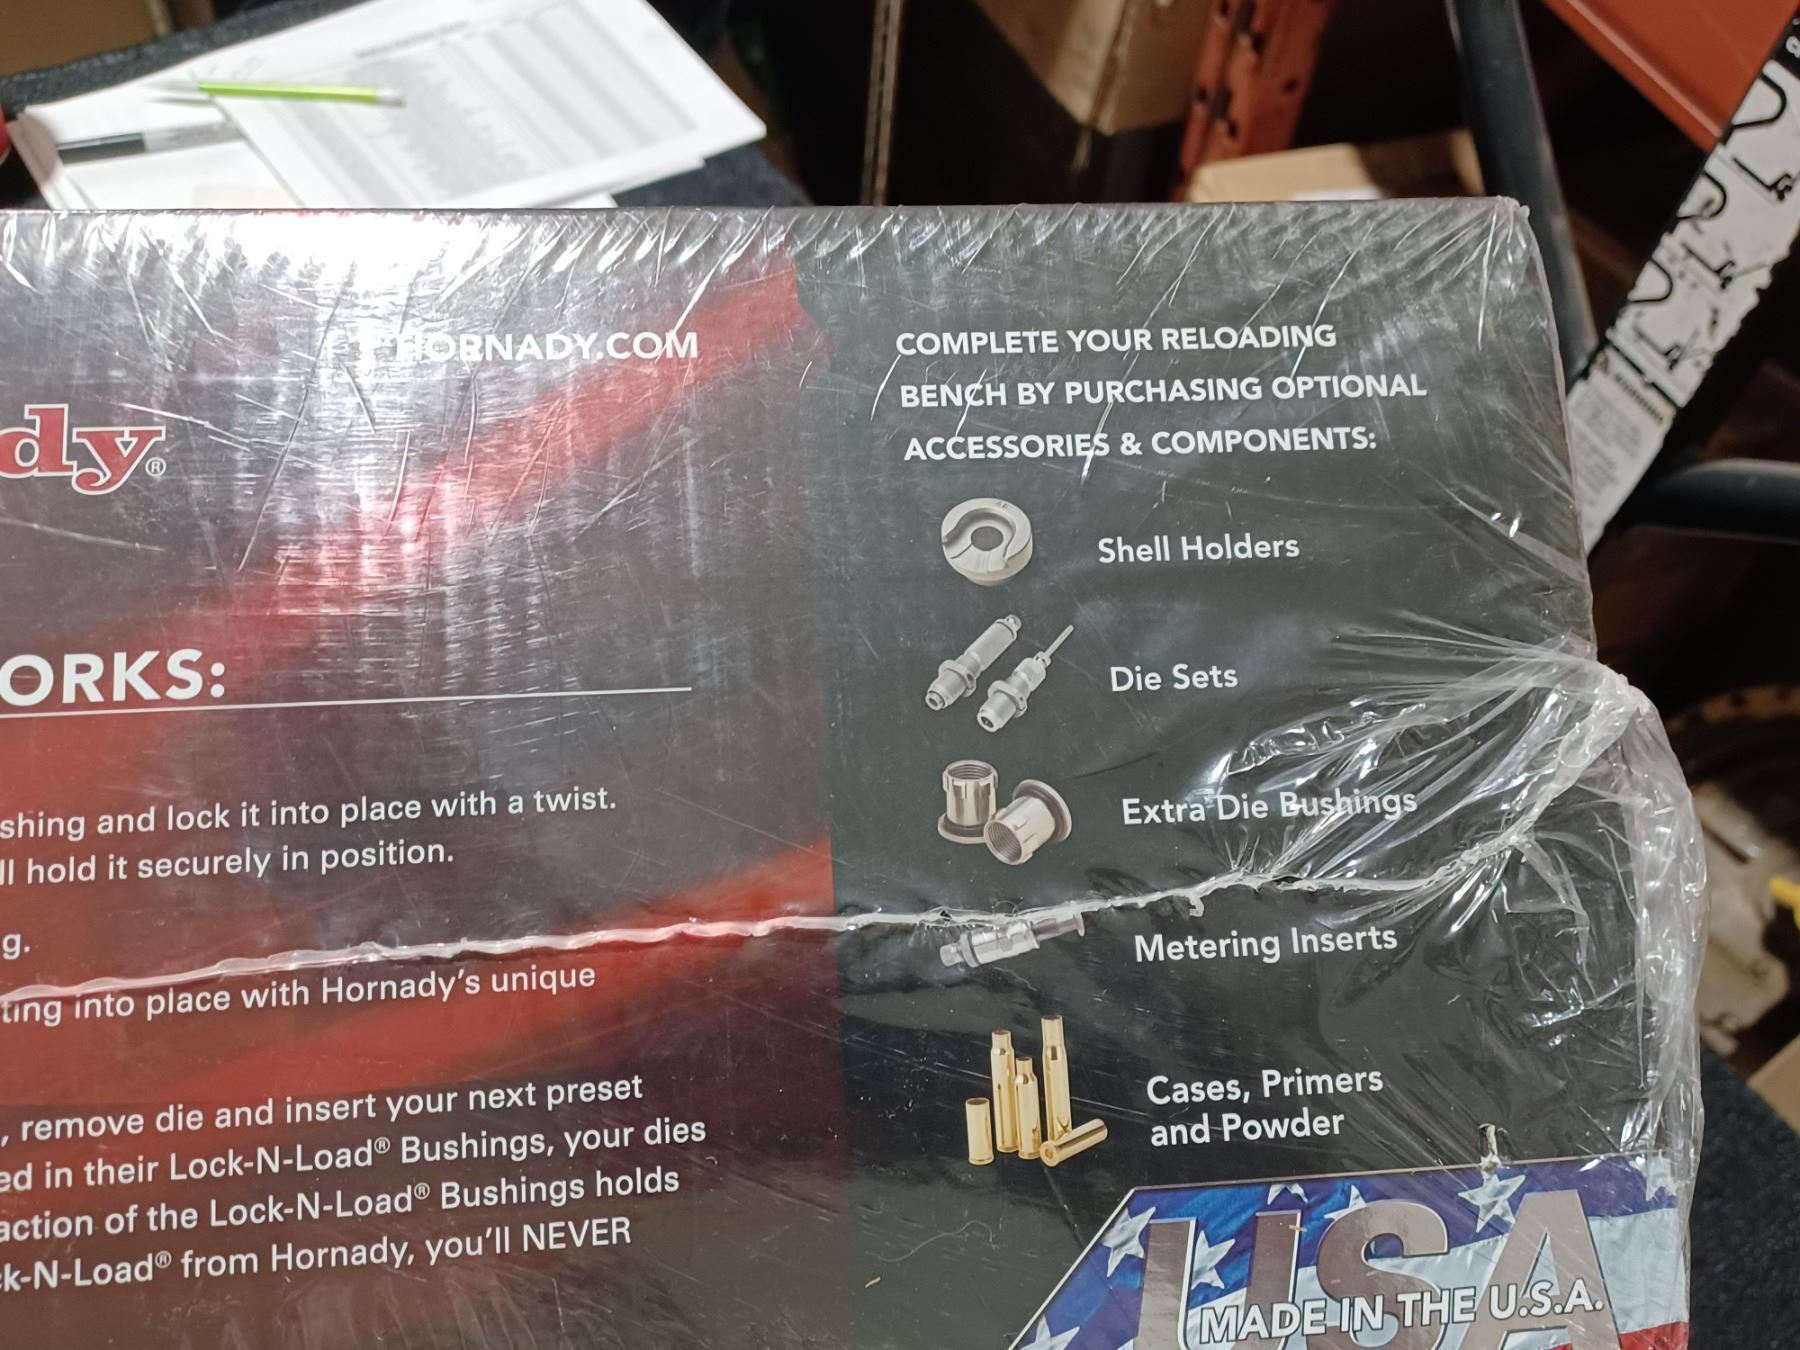 HORNADY.COM
dy®
ORKS:
shing and lock it into place with a twist.
ll hold it securely in position.
g.
ting into place with Hornady's unique
, remove die and insert your next preset
ed in their Lock-N-Load® Bushings, your dies
action of the Lock-N-Load® Bushings holds
k-N-Load® from Hornady, you'll NEVER
COMPLETE YOUR RELOADING
BENCH BY PURCHASING OPTIONAL
ACCESSORIES & COMPONENTS:
Shell Holders
Die Sets
Extra Die Bushings
Metering Inserts
Cases, Primers
and Powder
USA
MADE IN THE U.S.A.